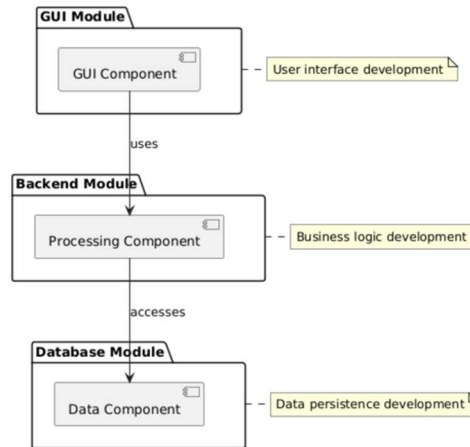 GUI Module
GUI Component
User interface development
uses
Backend Module
Processing Component
Business logic development
accesses
Database Module
Data Component
Data persistence development